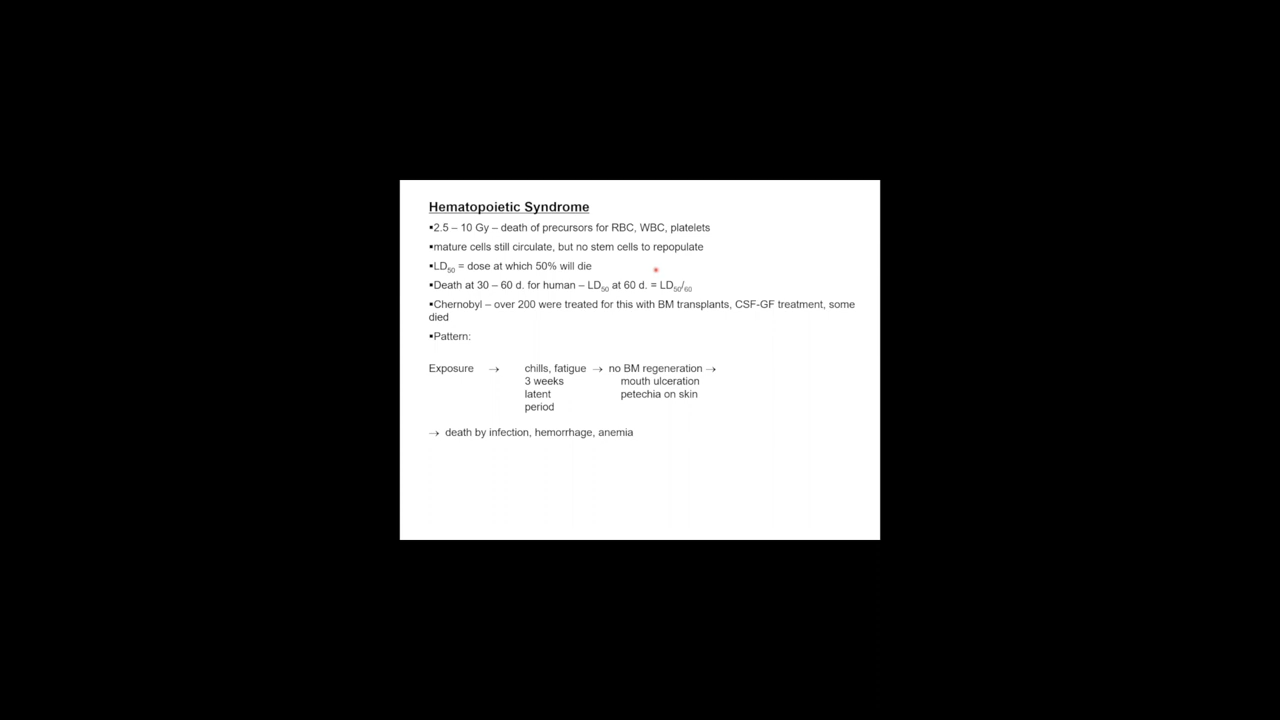 Hematopoietic Syndrome
▪2.5 – 10 Gy – death of precursors for RBC, WBC, platelets
▪mature cells still circulate, but no stem cells to repopulate
▪LD50 = dose at which 50% will die
▪Death at 30 – 60 d. for human – LD50 at 60 d. = LD50/60
▪Chernobyl – over 200 were treated for this with BM transplants, CSF-GF treatment, some
died
▪Pattern:
Exposure → chills, fatigue → no BM regeneration →
3 weeks mouth ulceration
latent petechia on skin
period
→ death by infection, hemorrhage, anemia